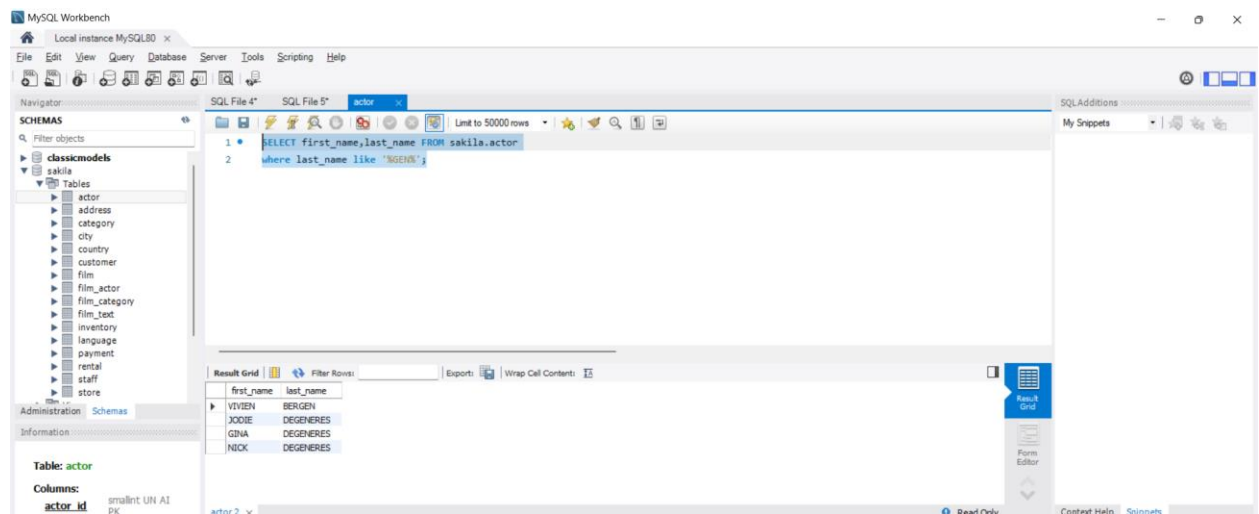 MySQL Workbench
Local instance MySQL80 ×
File Edit View Query Database Server Tools Scripting Help
Navigator
SCHEMAS
Filter objects
classicmodels
sakila
Tables
actor
address
category
city
country
customer
film
film_actor
film_category
film_text
inventory
language
payment
rental
staff
store
Administration Schemas
Information
Table: actor
Columns:
actor_id smallint UN AI PK
SQL File 4* SQL File 5* actor ×
Limit to 50000 rows
1 SELECT first_name,last_name FROM sakila.actor
2 where last_name like '%GEN%';
Result Grid Filter Rows: Export: Wrap Cell Content:
first_name last_name
VIVIEN BERGEN
JODIE DEGENERES
GINA DEGENERES
NICK DEGENERES
Result Grid
Form Editor
actor 2 × Read Only
SQLAdditions
My Snippets
Context Help Snippets